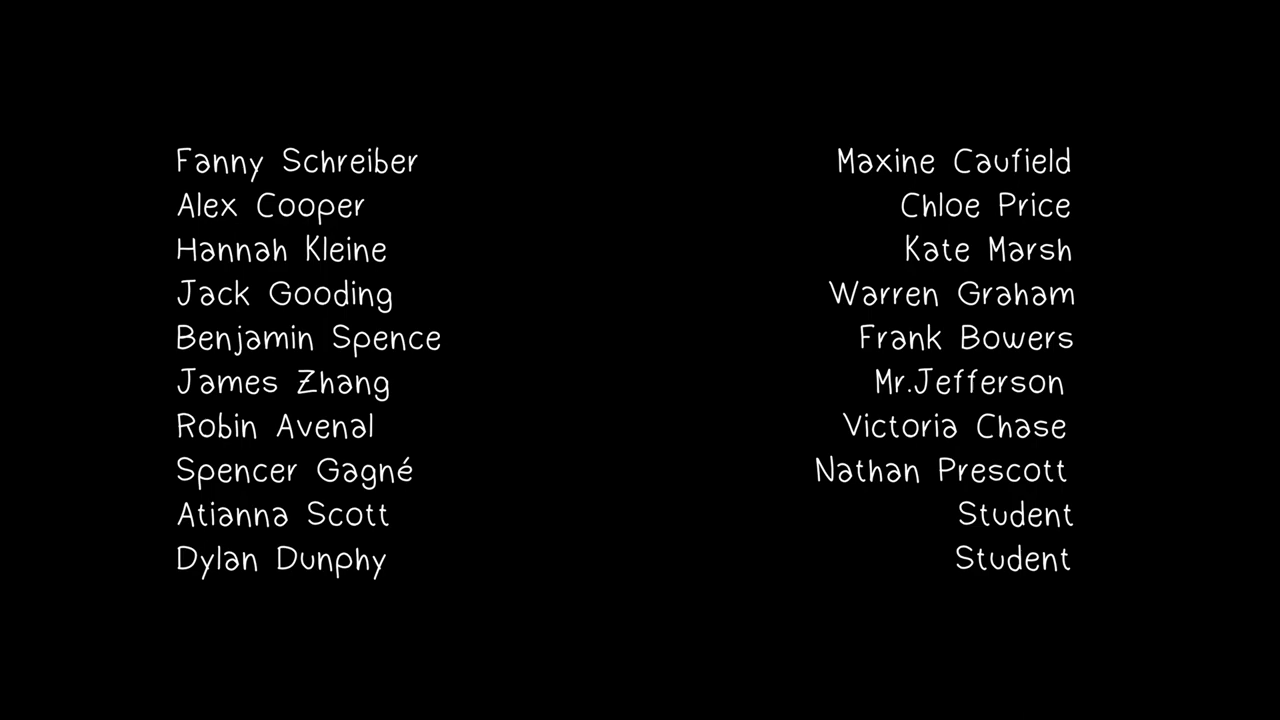 Fanny Schreiber Maxine Caufield
Alex Cooper Chloe Price
Hannah Kleine Kate Marsh
Jack Gooding Warren Graham
Benjamin Spence Frank Bowers
James Zhang Mr.Jefferson
Robin Avenal Victoria Chase
Spencer Gagné Nathan Prescott
Atianna Scott Student
Dylan Dunphy Student